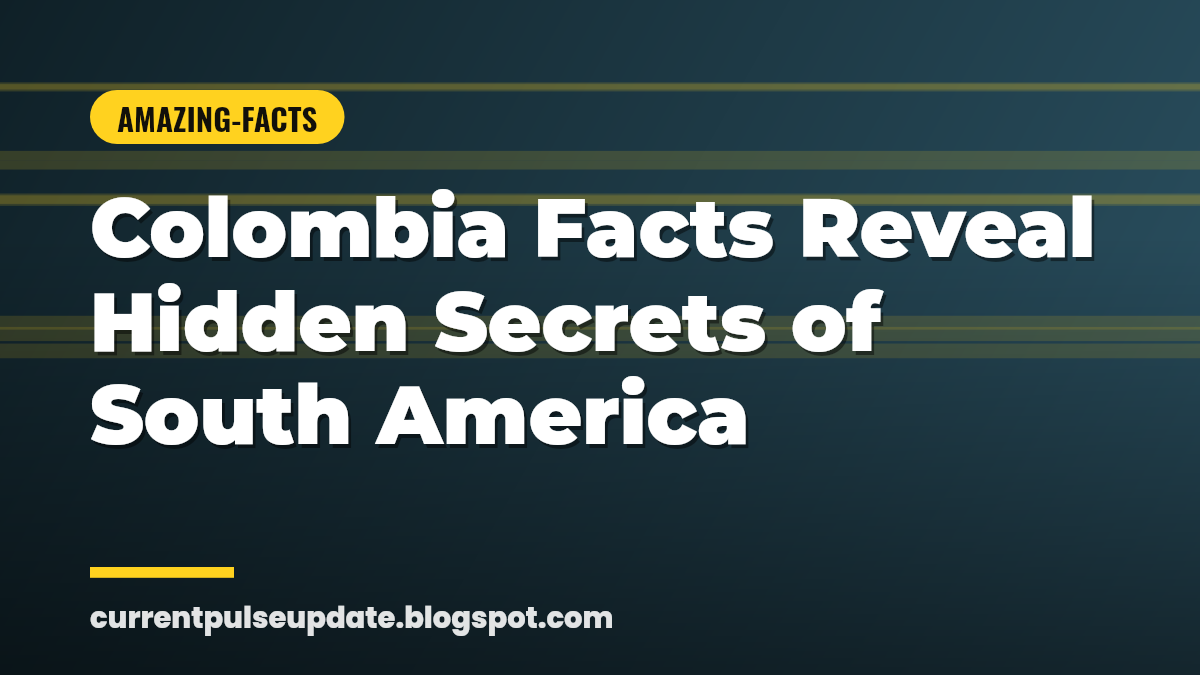 AMAZING-FACTS
Colombia Facts Reveal
Hidden Secrets of
South America
currentpulseupdate.blogspot.com